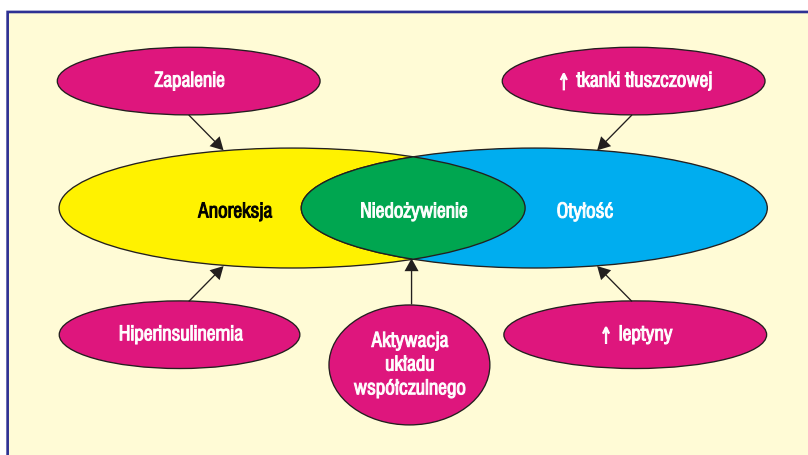 Zapalenie
↑ tkanki tłuszczowej
Anoreksja
Niedożywienie
Otyłość
Hiperinsulinemia
Aktywacja
układu
współczulnego
↑ leptyny